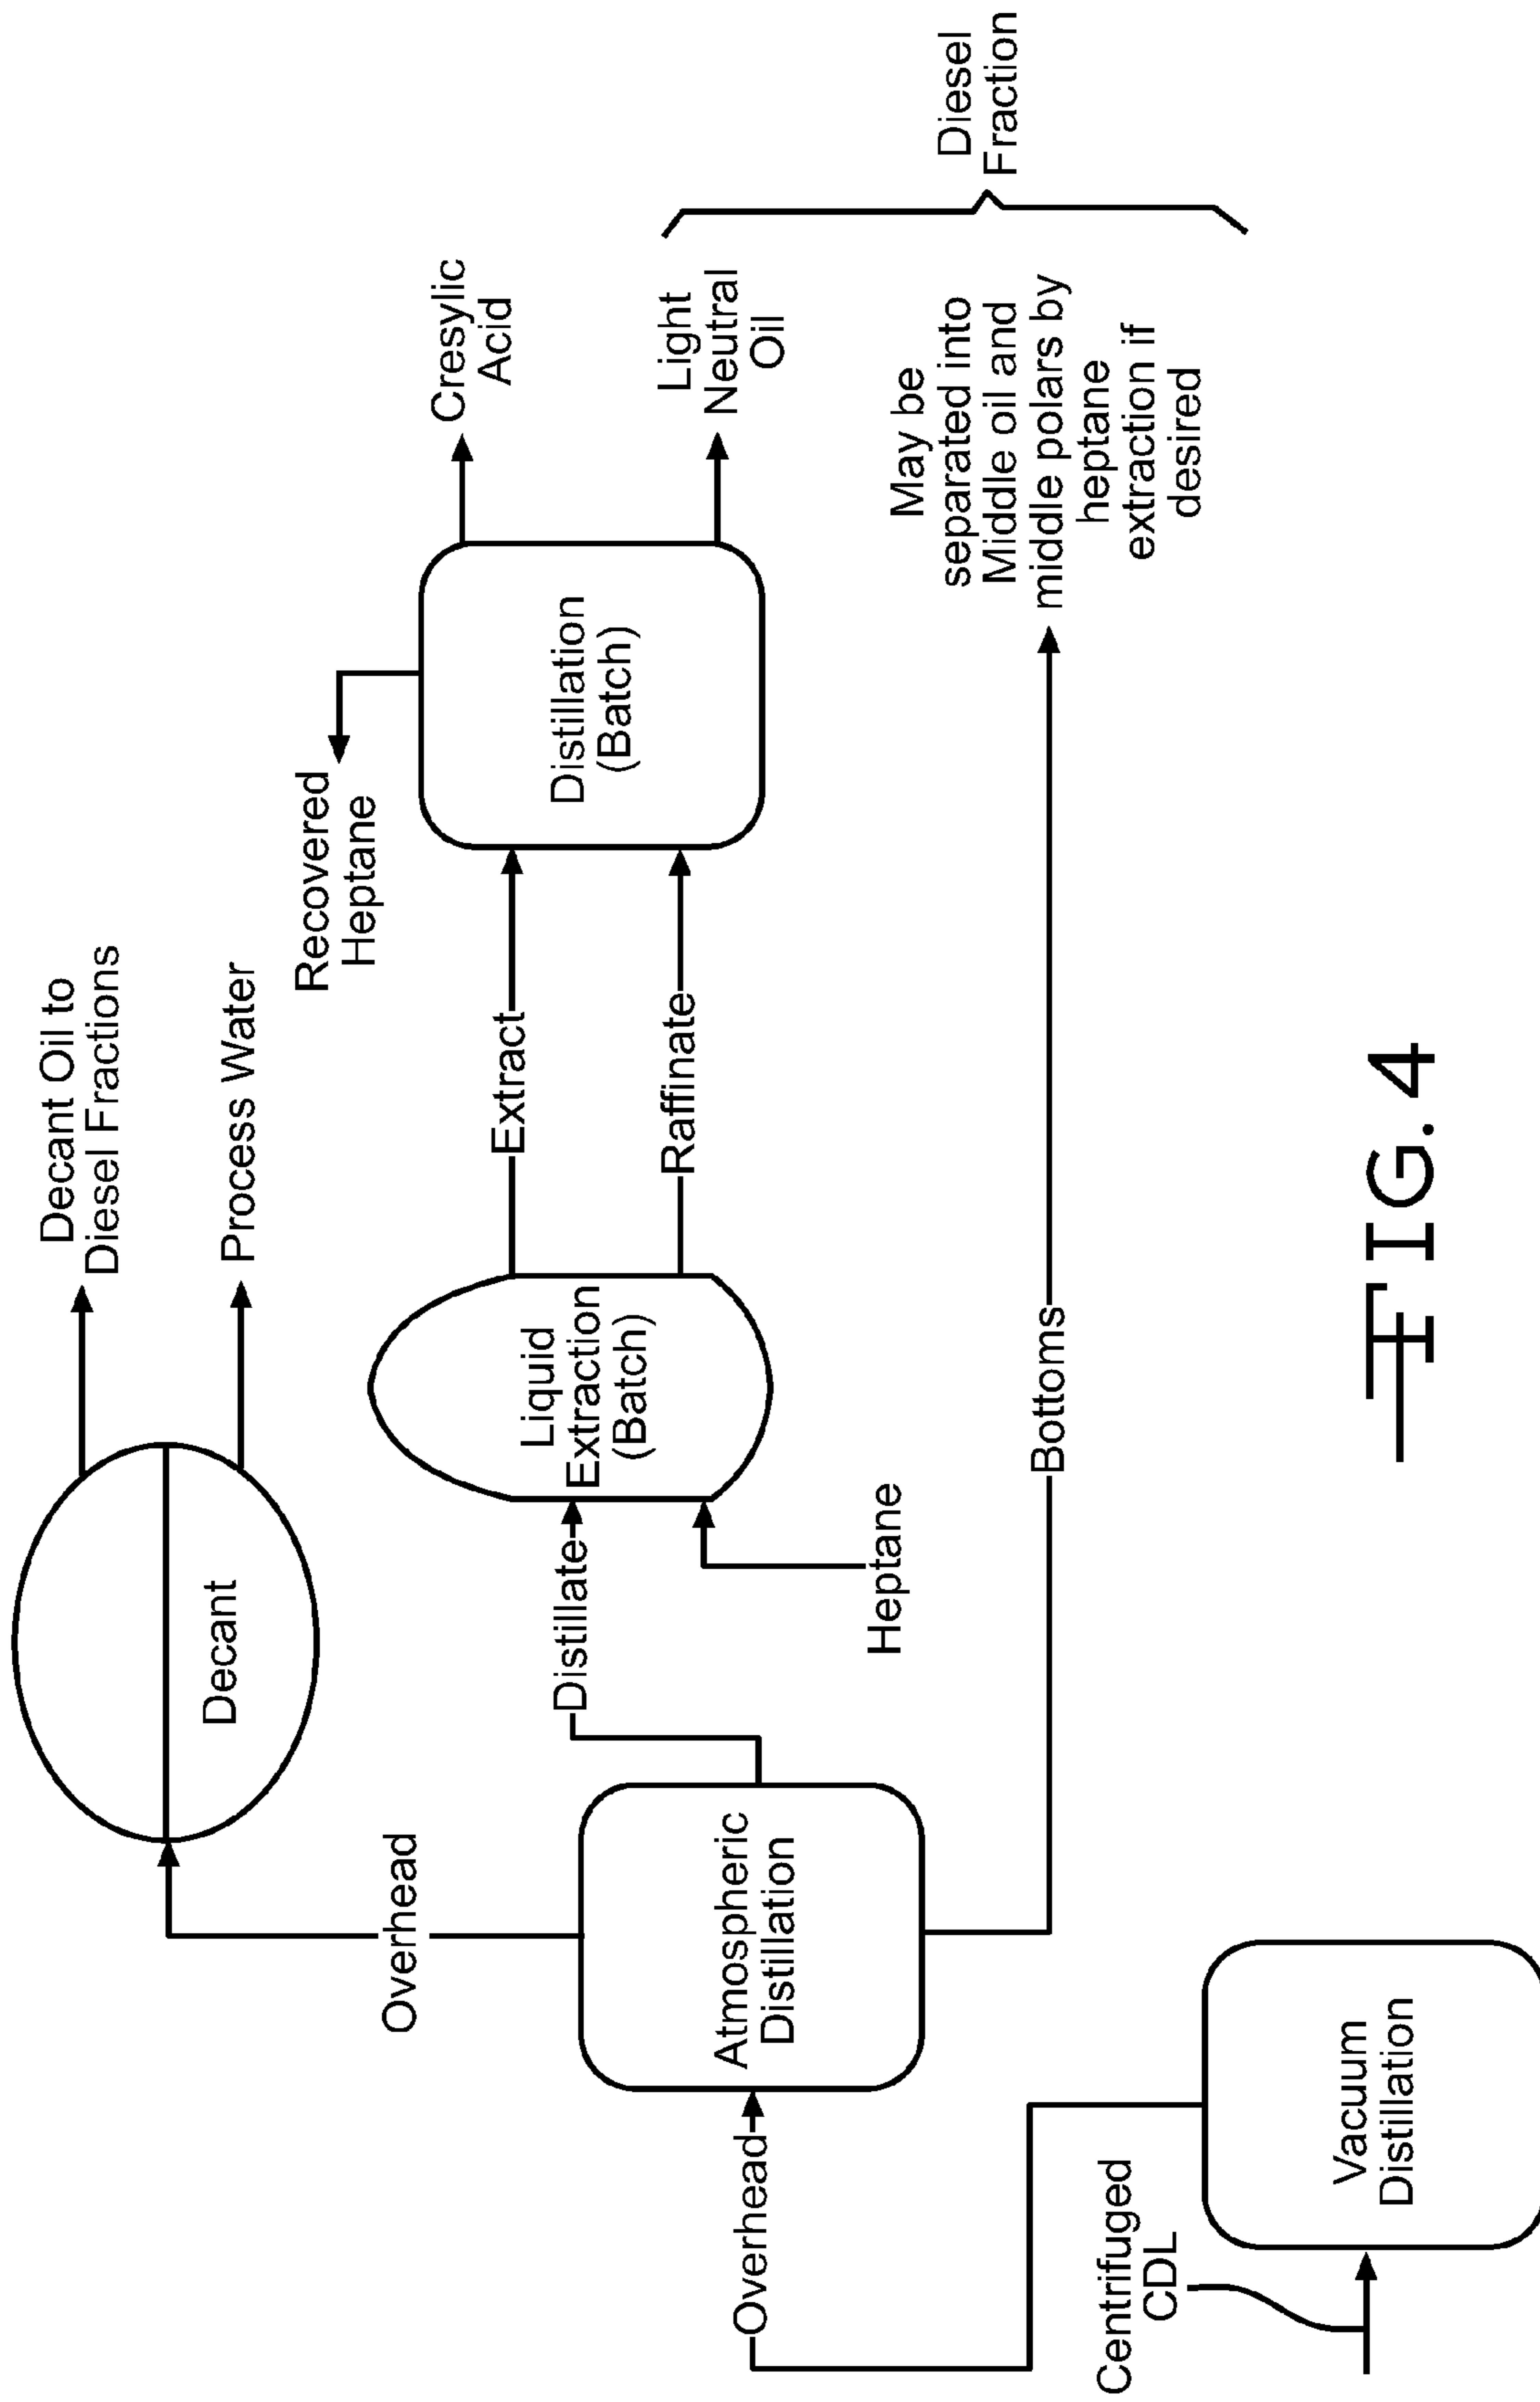 Decant Oil to
Diesel Fractions
Process Water
Decant
Overhead
Recovered
Heptane
Cresylic
Acid
Extract
Distillation
(Batch)
Liquid
Extraction
(Batch)
Distillate
Raffinate
Light
Neutral
Oil
Diesel
Fraction
Atmospheric
Distillation
Overhead
Heptane
May be
separated into
Middle oil and
middle polars by
heptane
extraction if
desired
Bottoms
Centrifuged
CDL
Vacuum
Distillation
FIG. 4